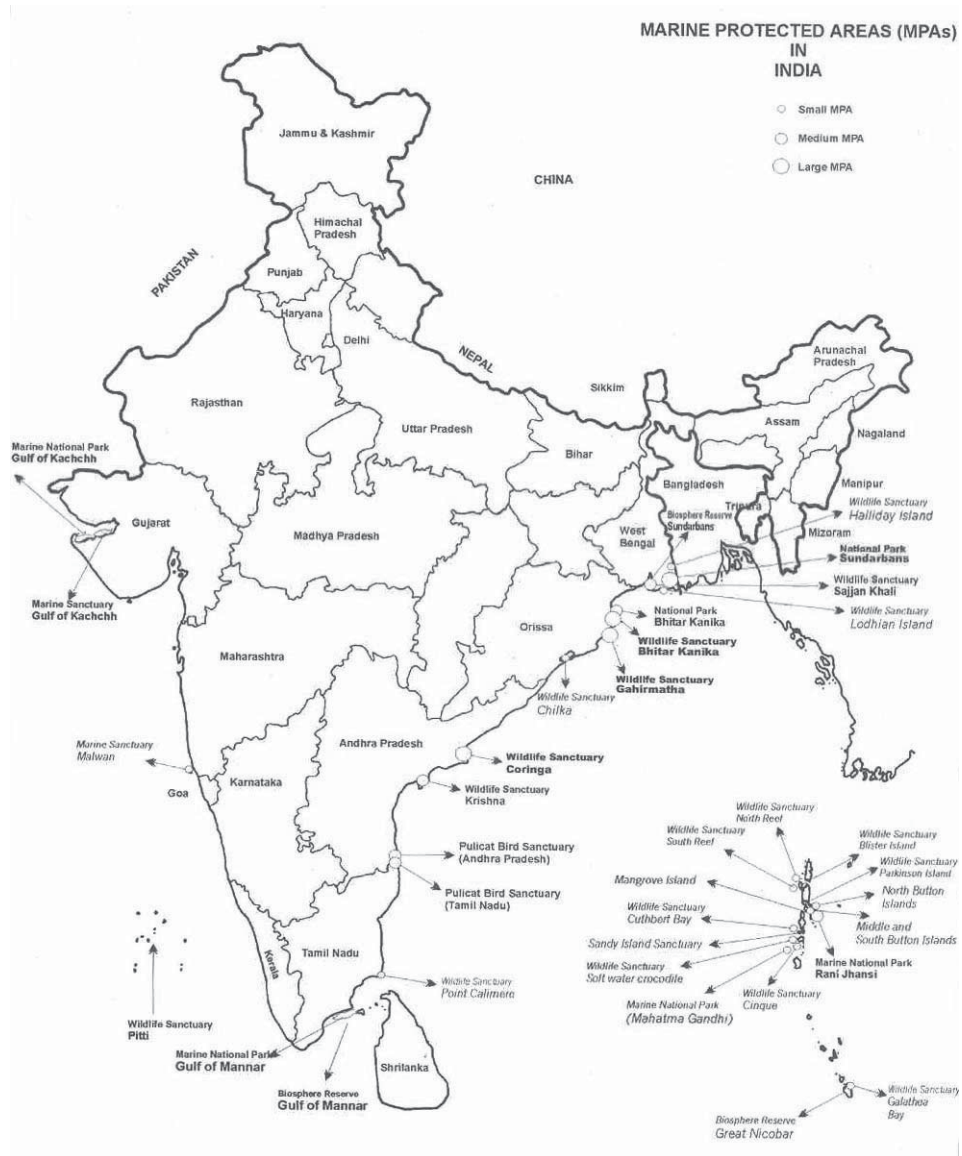 MARINE PROTECTED AREAS (MPAs)
IN
INDIA
Small MPA
Medium MPA
Large MPA
Jammu & Kashmir
CHINA
Himachal
Pradesh
PAKISTAN
Punjab
Haryana
Delhi
NEPAL
Sikkim
Arunachal
Pradesh
Rajasthan
Uttar Pradesh
Assam
Nagaland
Bihar
Marine National Park
Gulf of Kachchh
Bangladesh
Manipur
Gujarat
Tripura
Wildlife Sanctuary
Halliday Island
Biosphere Reserve
Sundarbans
Madhya Pradesh
West
Bengal
Mizoram
National Park
Sundarbans
Marine Sanctuary
Gulf of Kachchh
Wildlife Sanctuary
Sajjan Khali
National Park
Bhitar Kanika
Wildlife Sanctuary
Lodhian Island
Orissa
Wildlife Sanctuary
Bhitar Kanika
Maharashtra
Wildlife Sanctuary
Gahirmatha
Wildlife Sanctuary
Chilka
Marine Sanctuary
Malwan
Andhra Pradesh
Wildlife Sanctuary
Coringa
Karnataka
Goa
Wildlife Sanctuary
Krishna
Wildlife Sanctuary
North Reef
Wildlife Sanctuary
South Reef
Wildlife Sanctuary
Blister Island
Pulicat Bird Sanctuary
(Andhra Pradesh)
Wildlife Sanctuary
Parkinson Island
Mangrove Island
North Button
Islands
Pulicat Bird Sanctuary
(Tamil Nadu)
Wildlife Sanctuary
Cuthbert Bay
Middle and
South Button Islands
Sandy Island Sanctuary
Tamil Nadu
Kerala
Marine National Park
Rani Jhansi
Wildlife Sanctuary
Soft water crocodile
Wildlife Sanctuary
Point Calimere
Wildlife Sanctuary
Cinque
Marine National Park
(Mahatma Gandhi)
Wildlife Sanctuary
Pitti
Marine National Park
Gulf of Mannar
Shrilanka
Biosphere Reserve
Gulf of Mannar
Wildlife Sanctuary
Galathea
Bay
Biosphere Reserve
Great Nicobar